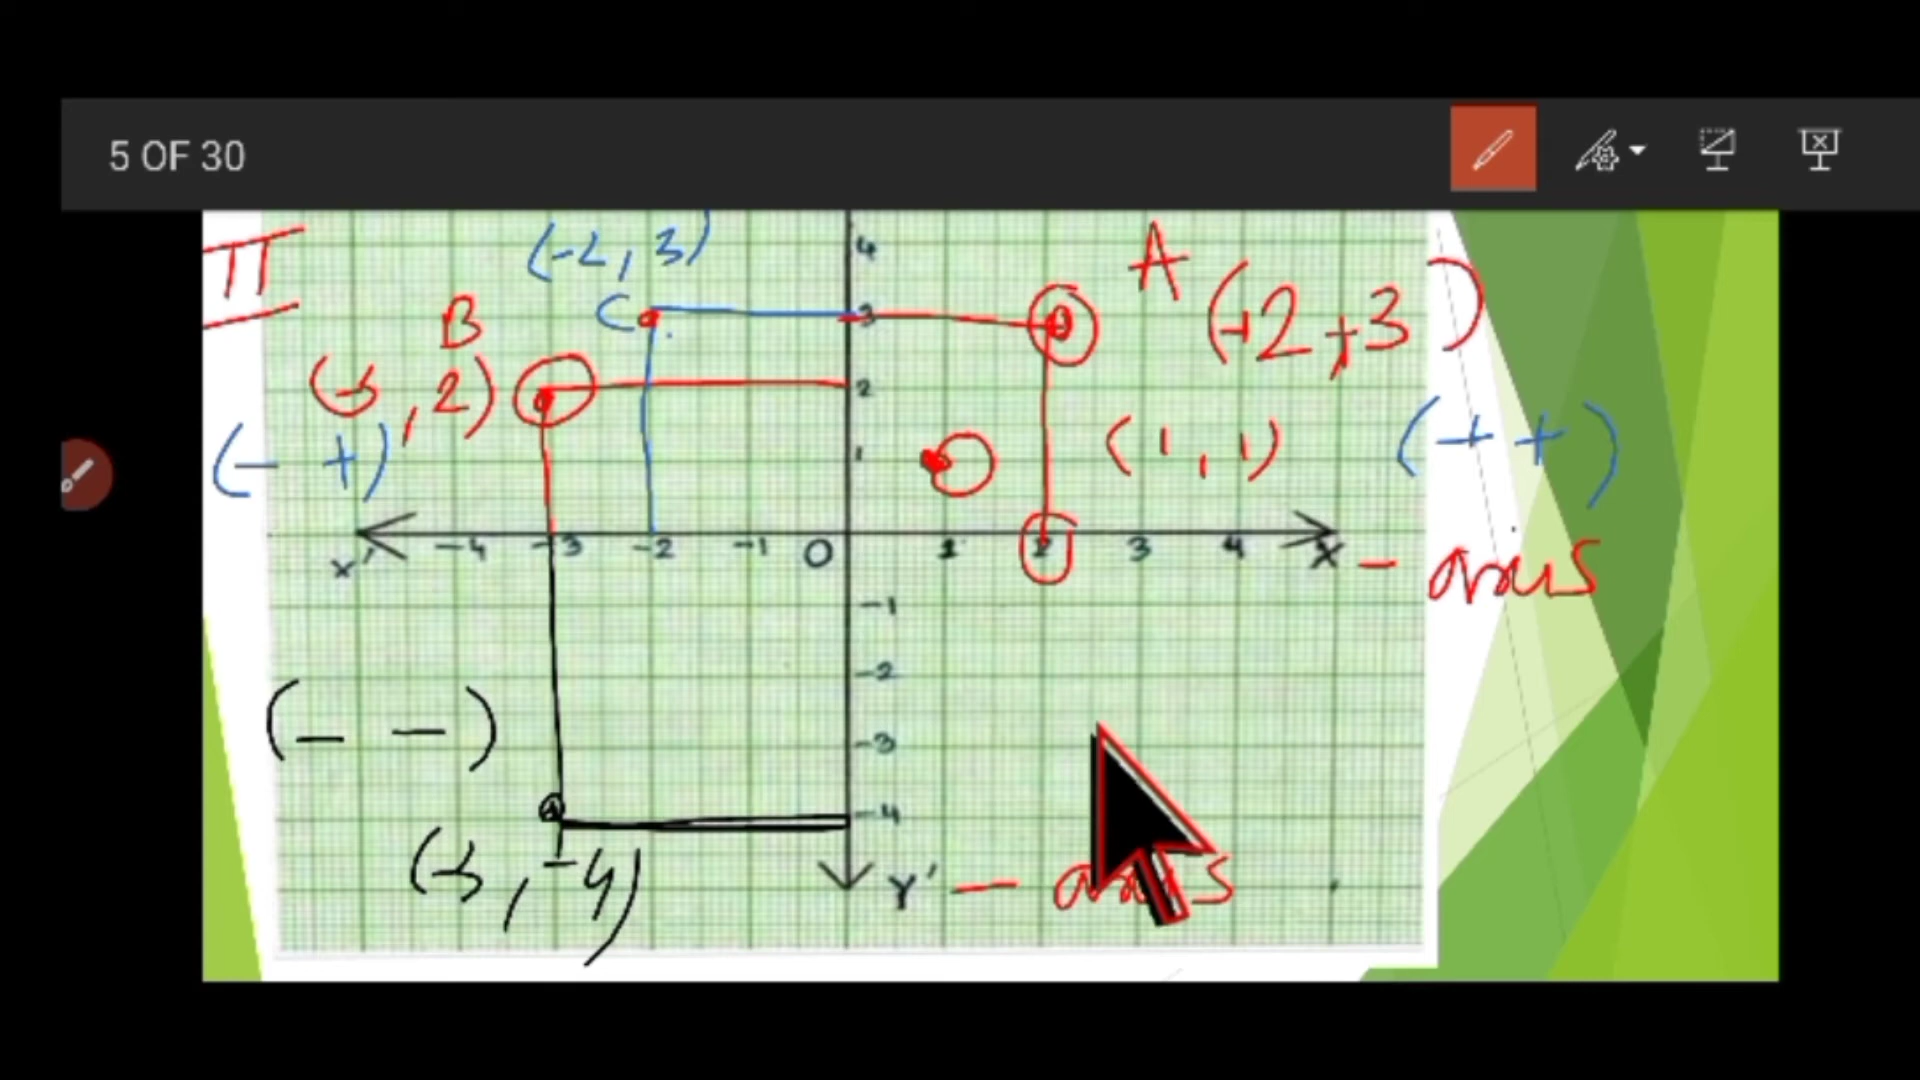 5 OF 30
II
(-2, 3)
4
A
B
C
3
(+2, +3)
(-3, 2)
2
(- +)
1
(1, 1)
(+ +)
X' -4 -3 -2 -1 O 1 2 3 4 X - axis
-1
-2
(- -)
-3
-4
(-3, -4)
Y' - axis